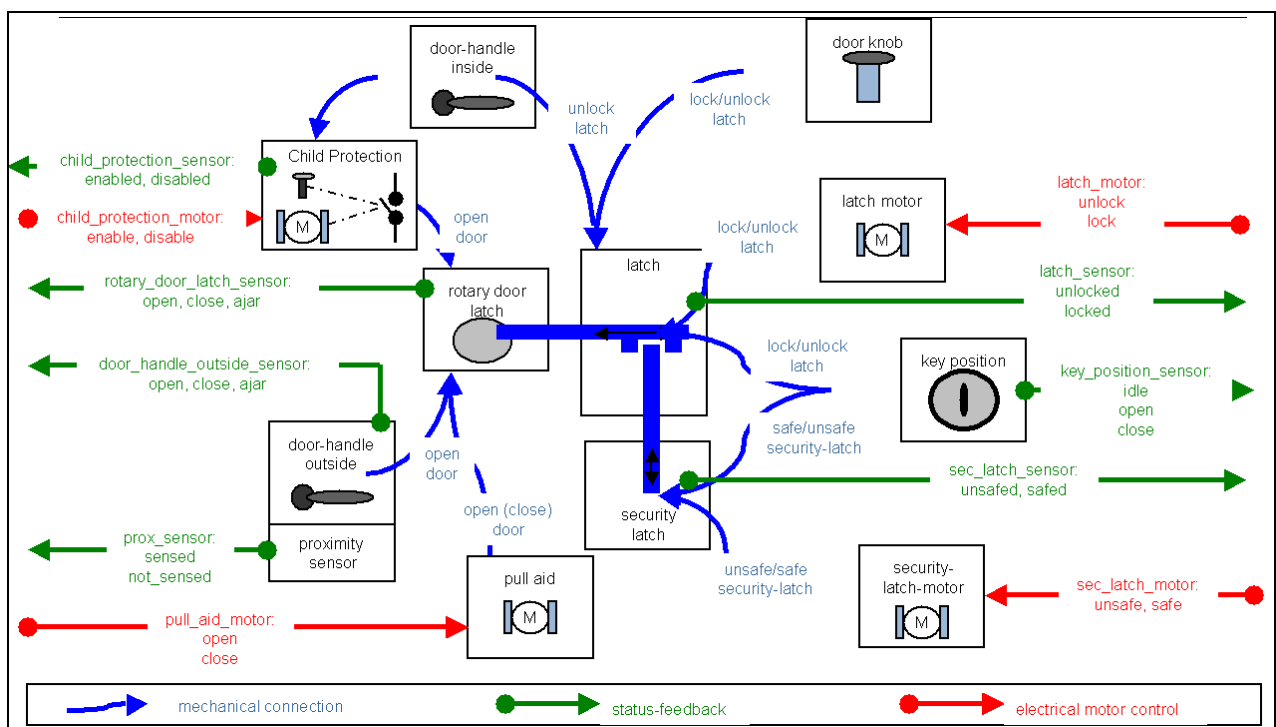 door-handle
inside
door knob
unlock
latch
lock/unlock
latch
child_protection_sensor:
enabled, disabled
Child Protection
child_protection_motor:
enable, disable
M
open
door
latch motor
M
latch_motor:
unlock
lock
lock/unlock
latch
latch
rotary_door_latch_sensor:
open, close, ajar
rotary door
latch
latch_sensor:
unlocked
locked
door_handle_outside_sensor:
open, close, ajar
lock/unlock
latch
key position
key_position_sensor:
idle
open
close
door-handle
outside
open
door
safe/unsafe
security-latch
sec_latch_sensor:
unsafed, safed
security
latch
open (close)
door
prox_sensor:
sensed
not_sensed
proximity
sensor
pull aid
M
unsafe/safe
security-latch
security-
latch-motor
M
sec_latch_motor:
unsafe, safe
pull_aid_motor:
open
close
mechanical connection
status-feedback
electrical motor control